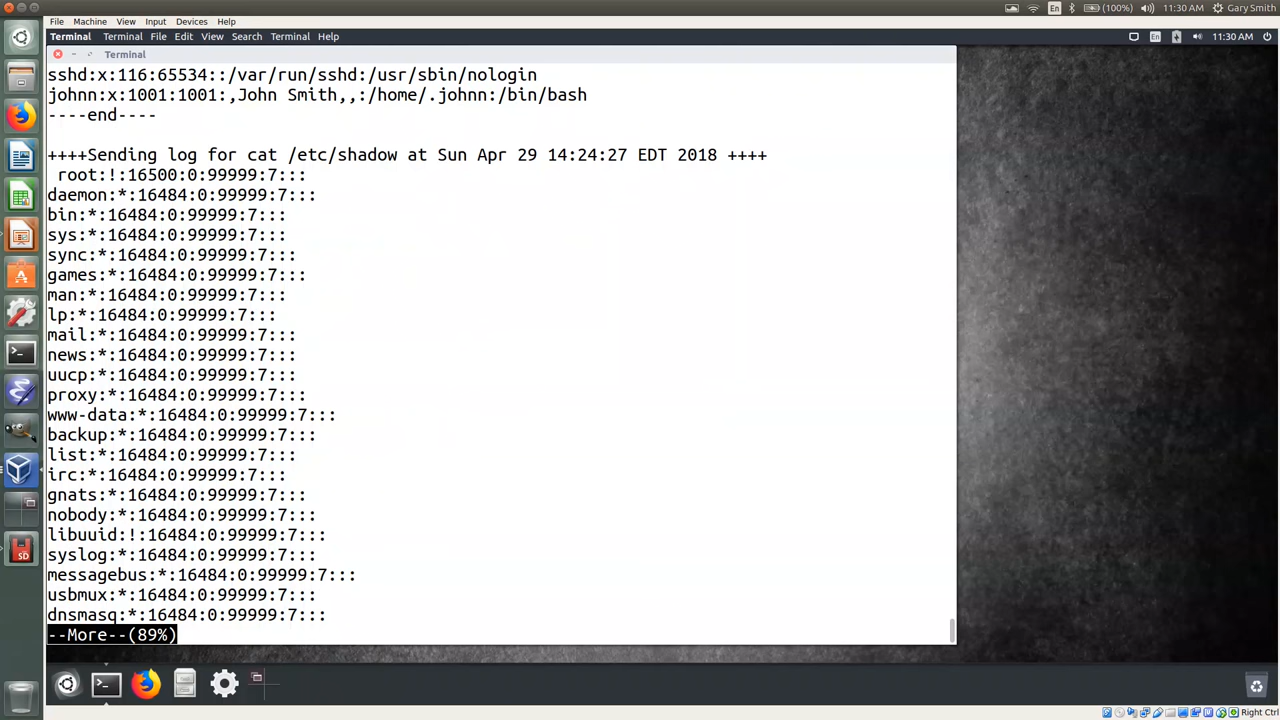 File Machine View Input Devices Help
En (100%) 11:30 AM Gary Smith
Terminal Terminal File Edit View Search Terminal Help
En 11:30 AM
Terminal
sshd:x:116:65534::/var/run/sshd:/usr/sbin/nologin
johnn:x:1001:1001:,John Smith,,:/home/.johnn:/bin/bash
----end----
++++Sending log for cat /etc/shadow at Sun Apr 29 14:24:27 EDT 2018 ++++
root:!:16500:0:99999:7:::
daemon:*:16484:0:99999:7:::
bin:*:16484:0:99999:7:::
sys:*:16484:0:99999:7:::
sync:*:16484:0:99999:7:::
games:*:16484:0:99999:7:::
man:*:16484:0:99999:7:::
lp:*:16484:0:99999:7:::
mail:*:16484:0:99999:7:::
news:*:16484:0:99999:7:::
uucp:*:16484:0:99999:7:::
proxy:*:16484:0:99999:7:::
www-data:*:16484:0:99999:7:::
backup:*:16484:0:99999:7:::
list:*:16484:0:99999:7:::
irc:*:16484:0:99999:7:::
gnats:*:16484:0:99999:7:::
nobody:*:16484:0:99999:7:::
libuuid:!:16484:0:99999:7:::
syslog:*:16484:0:99999:7:::
messagebus:*:16484:0:99999:7:::
usbmux:*:16484:0:99999:7:::
dnsmasq:*:16484:0:99999:7:::
--More--(89%)
SD
Right Ctrl